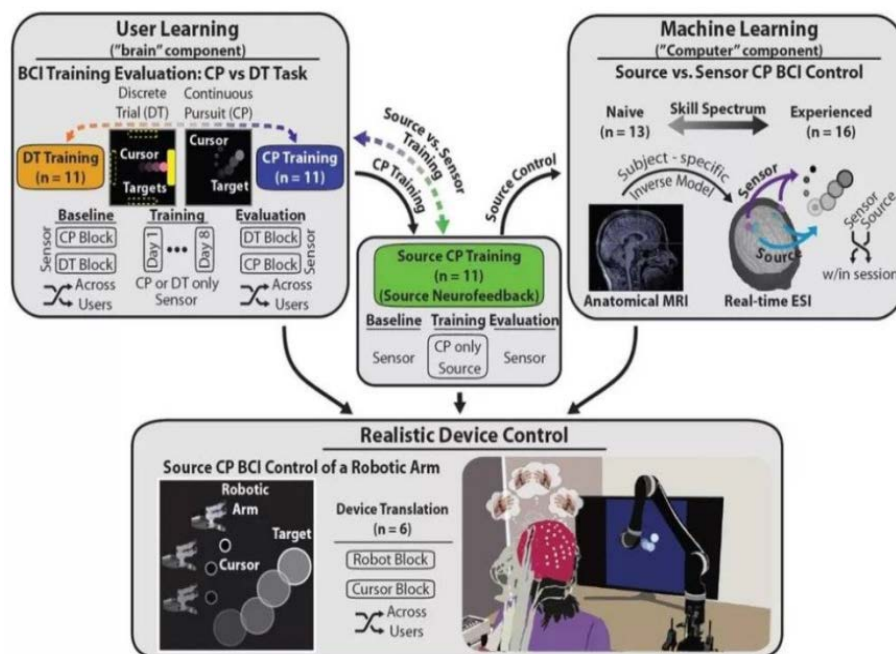 User Learning
("brain" component)
BCI Training Evaluation: CP vs DT Task
Discrete
Trial (DT)
Continuous
Pursuit (CP)
DT Training
(n = 11)
Cursor
Targets
Cursor
Target
CP Training
(n = 11)
Baseline
Training
Evaluation
Sensor
CP Block
DT Block
Day 1
•••
Day 8
DT Block
CP Block
Sensor
Across
Users
CP or DT only
Sensor
Across
Users
Source vs. Sensor
Training
CP Training
Source Control
Source CP Training
(n = 11)
(Source Neurofeedback)
Baseline
Training
Evaluation
Sensor
CP only
Source
Sensor
Machine Learning
("Computer" component)
Source vs. Sensor CP BCI Control
Naive
(n = 13)
Skill Spectrum
Experienced
(n = 16)
Subject - specific
Inverse Model
Sensor
Source
Sensor
Source
w/in session
Anatomical MRI
Real-time ESI
Realistic Device Control
Source CP BCI Control of a Robotic Arm
Robotic
Arm
Target
Cursor
Device Translation
(n = 6)
Robot Block
Cursor Block
Across
Users